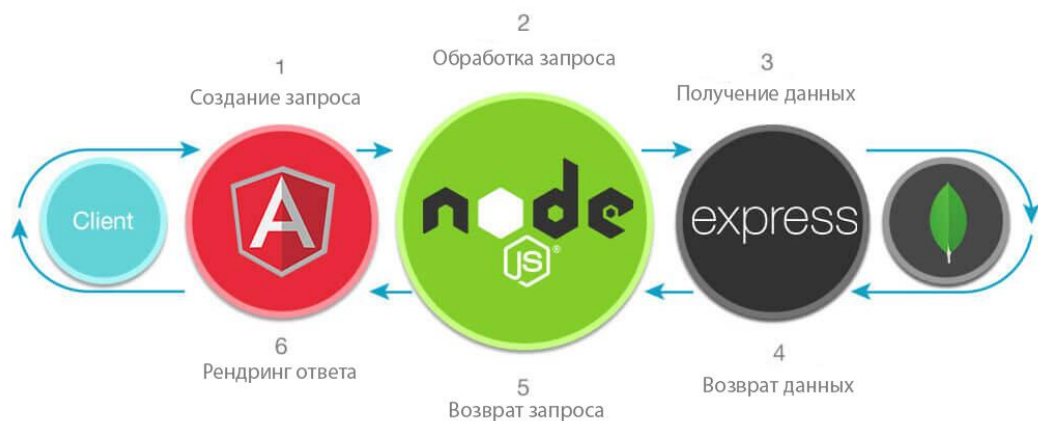 2
Обработка запроса
1
Создание запроса
3
Получение данных
Client
A
node
JS®
express
6
Рендринг ответа
4
Возврат данных
5
Возврат запроса